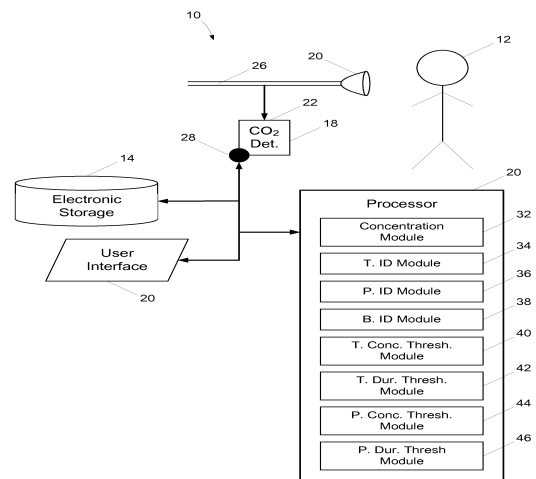 10
20
12
26
22
CO2
Det.
18
28
14
Electronic
Storage
User
Interface
20
20
Processor
Concentration
Module
32
T. ID Module
34
P. ID Module
36
B. ID Module
38
T. Conc. Thresh.
Module
40
T. Dur. Thresh.
Module
42
P. Conc. Thresh.
Module
44
P. Dur. Thresh
Module
46